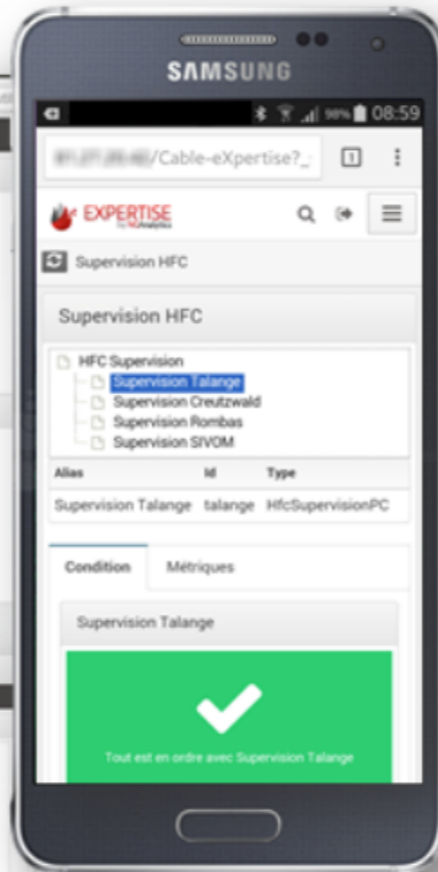 SAMSUNG
98% 08:59
/Cable-eXpertise?_ 1
EXPERTISE
Supervision HFC
Supervision HFC
HFC Supervision
Supervision Talange
Supervision Creutzwald
Supervision Rombas
Supervision SIVOM
Alias Id Type
Supervision Talange talange HfcSupervisionPC
Condition Métriques
Supervision Talange
Tout est en ordre avec Supervision Talange